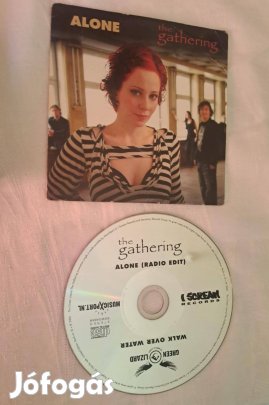 ALONE
the
gathering
the
gathering
ALONE (RADIO EDIT)
MUSICXPORT.NL
I SCREAM
RECORDS
WALK OVER WATER
GREEN LIZARD
Jófogás